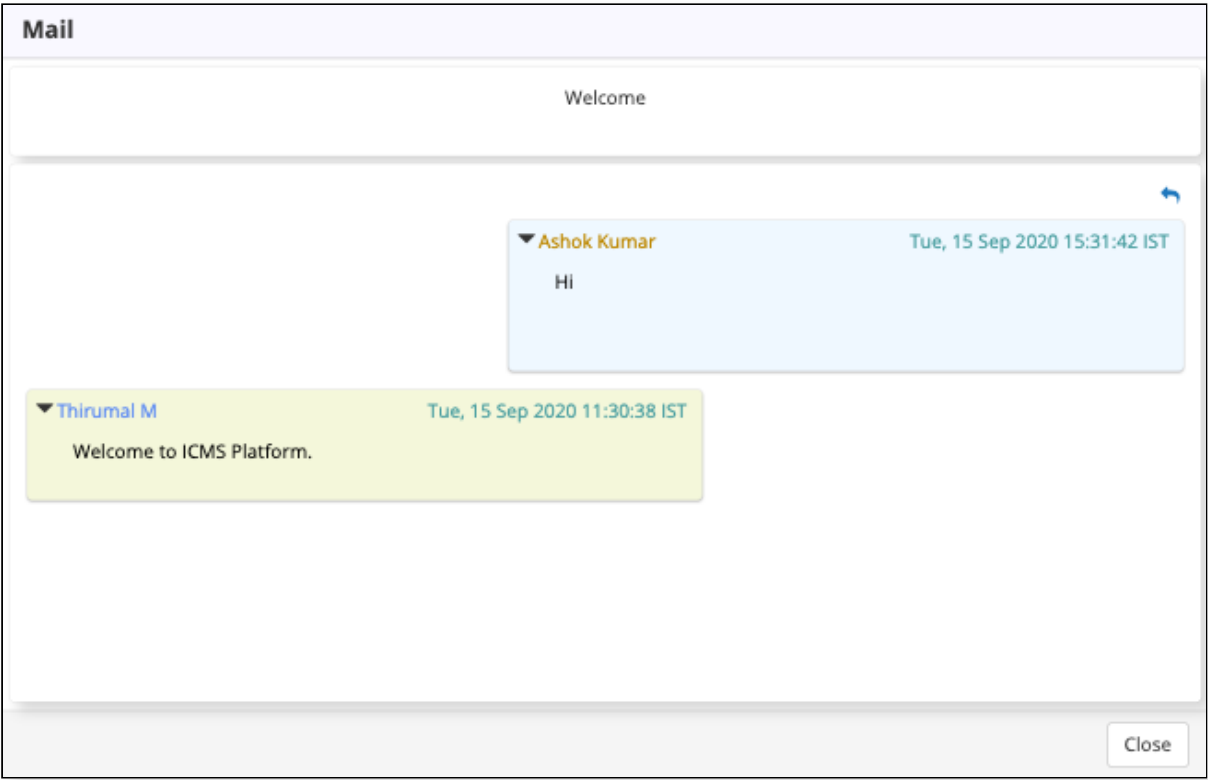 Mail
Welcome
Ashok Kumar Tue, 15 Sep 2020 15:31:42 IST
Hi
Thirumal M Tue, 15 Sep 2020 11:30:38 IST
Welcome to ICMS Platform.
Close